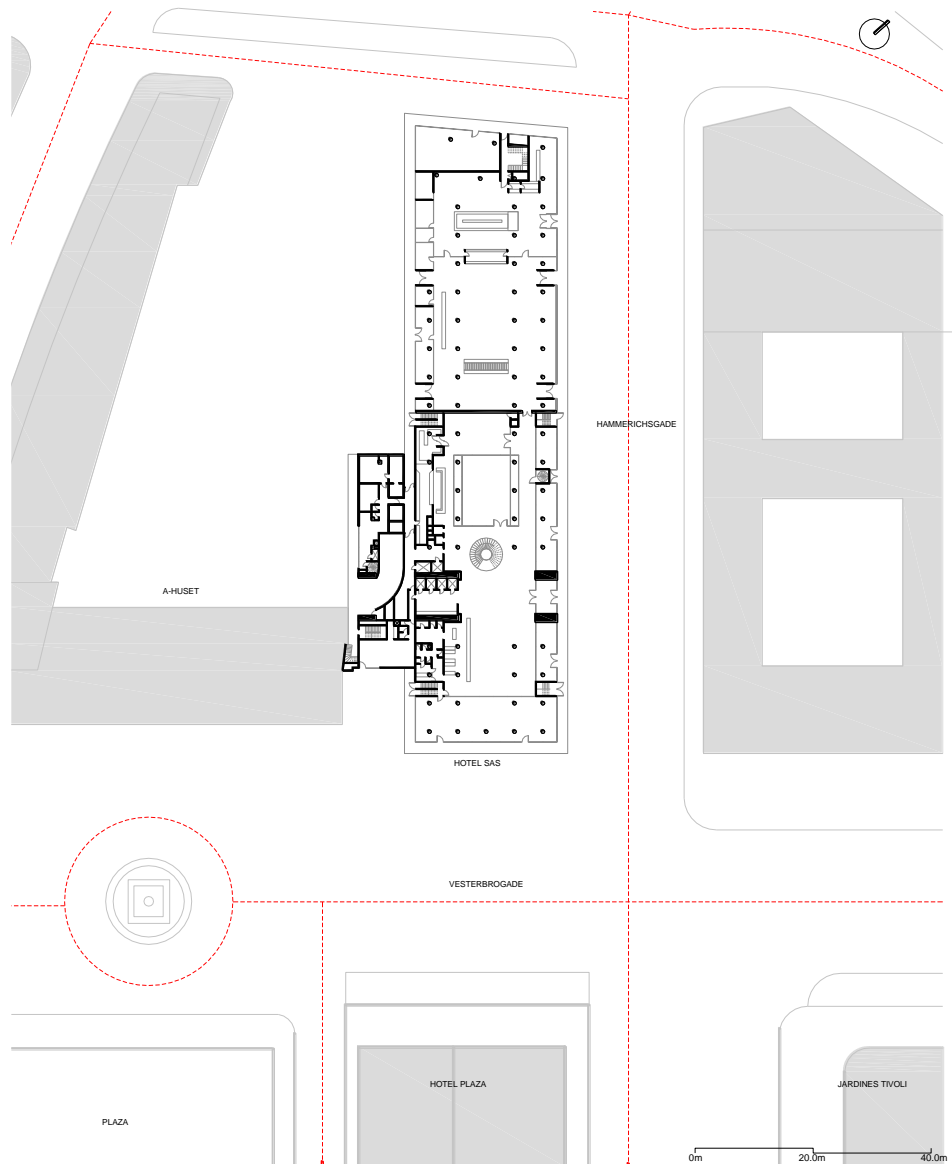 HAMMERICHSGADE
A-HUSET
HOTEL SAS
VESTERBROGADE
HOTEL PLAZA
JARDINES TIVOLI
PLAZA
0m 20.0m 40.0m